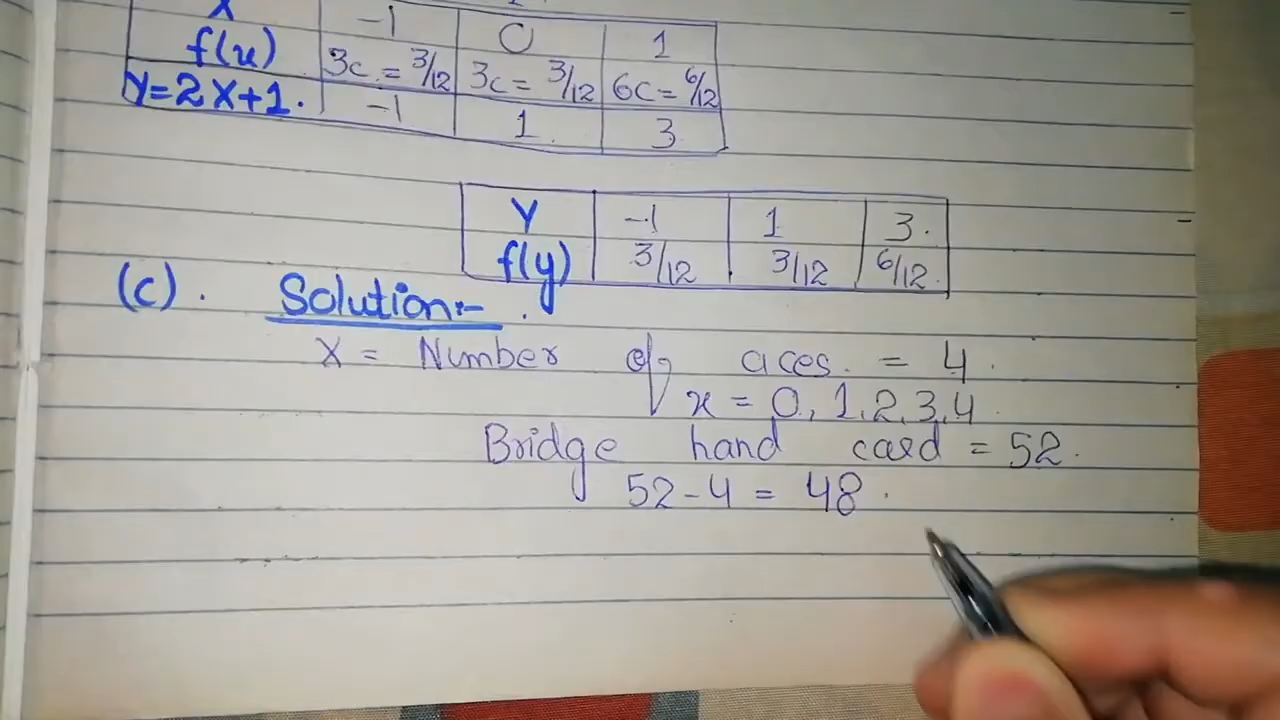 X -1 0 1
f(x) 3c = 3/12 3c = 3/12 6c = 6/12
Y=2X+1. -1 1 3
Y -1 1 3.
f(y) 3/12 3/12 6/12.
(c). Solution:- .
X = Number of aces. = 4.
x = 0, 1, 2, 3, 4
Bridge hand card = 52.
52-4 = 48.